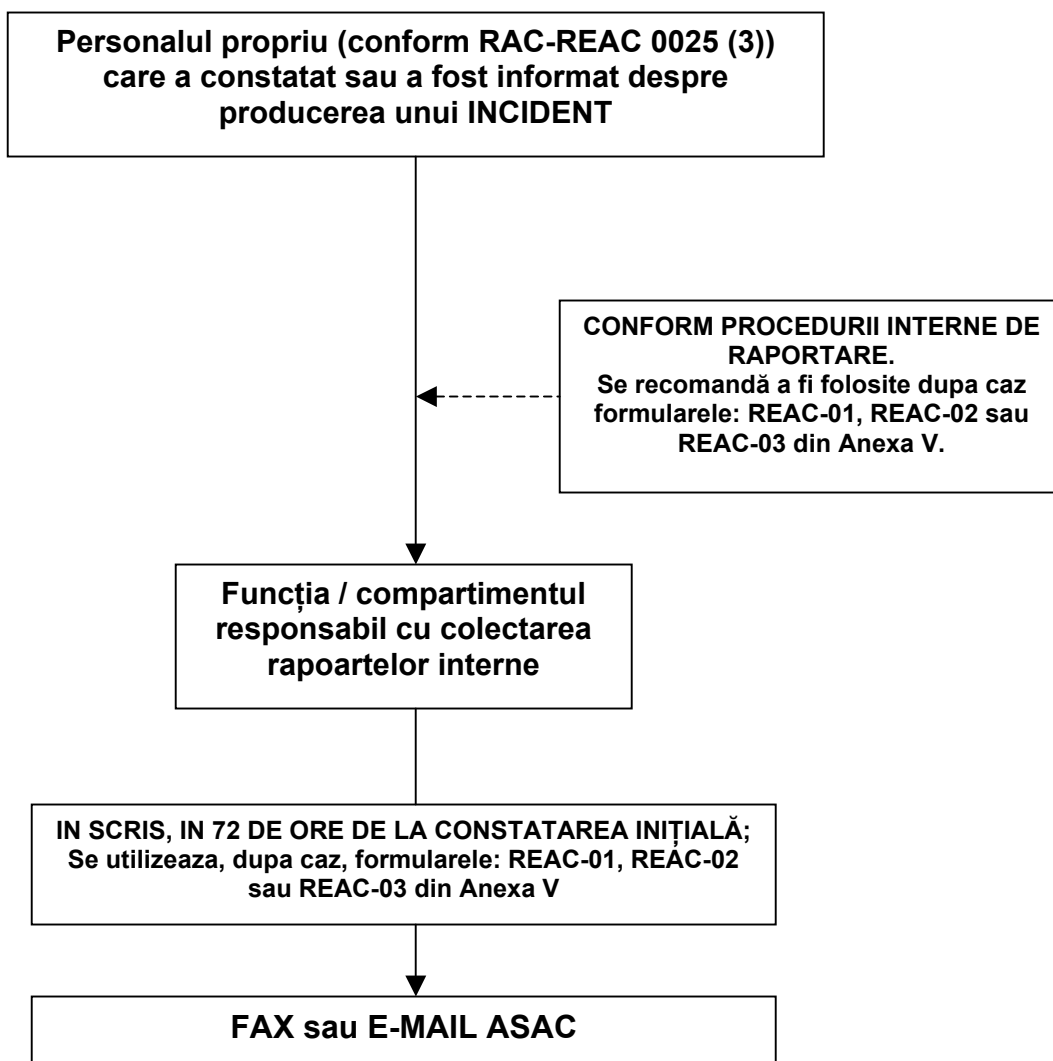 Personalul propriu (conform RAC-REAC 0025 (3))
care a constatat sau a fost informat despre
producerea unui INCIDENT
CONFORM PROCEDURII INTERNE DE
RAPORTARE.
Se recomandă a fi folosite dupa caz
formularele: REAC-01, REAC-02 sau
REAC-03 din Anexa V.
Funcția / compartimentul
responsabil cu colectarea
rapoartelor interne
IN SCRIS, IN 72 DE ORE DE LA CONSTATAREA INIȚIALĂ;
Se utilizeaza, dupa caz, formularele: REAC-01, REAC-02
sau REAC-03 din Anexa V
FAX sau E-MAIL ASAC